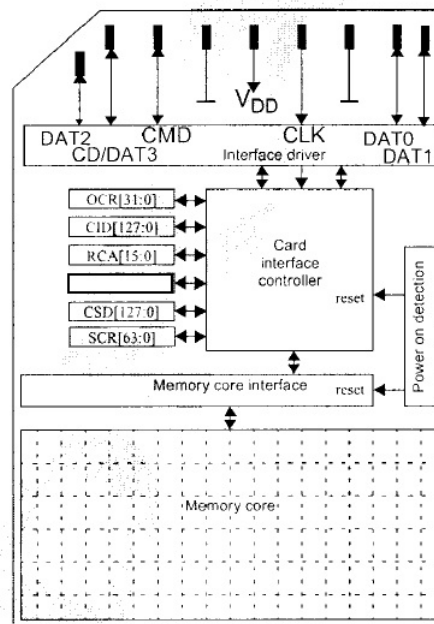 VDD
DAT2 CMD CLK DAT0
CD/DAT3 Interface driver DAT1
OCR[31:0]
CID[127:0]
RCA[15:0]
CSD[127:0]
SCR[63:0]
Card
interface
controller
reset
Power on detection
Memory core interface reset
Memory core